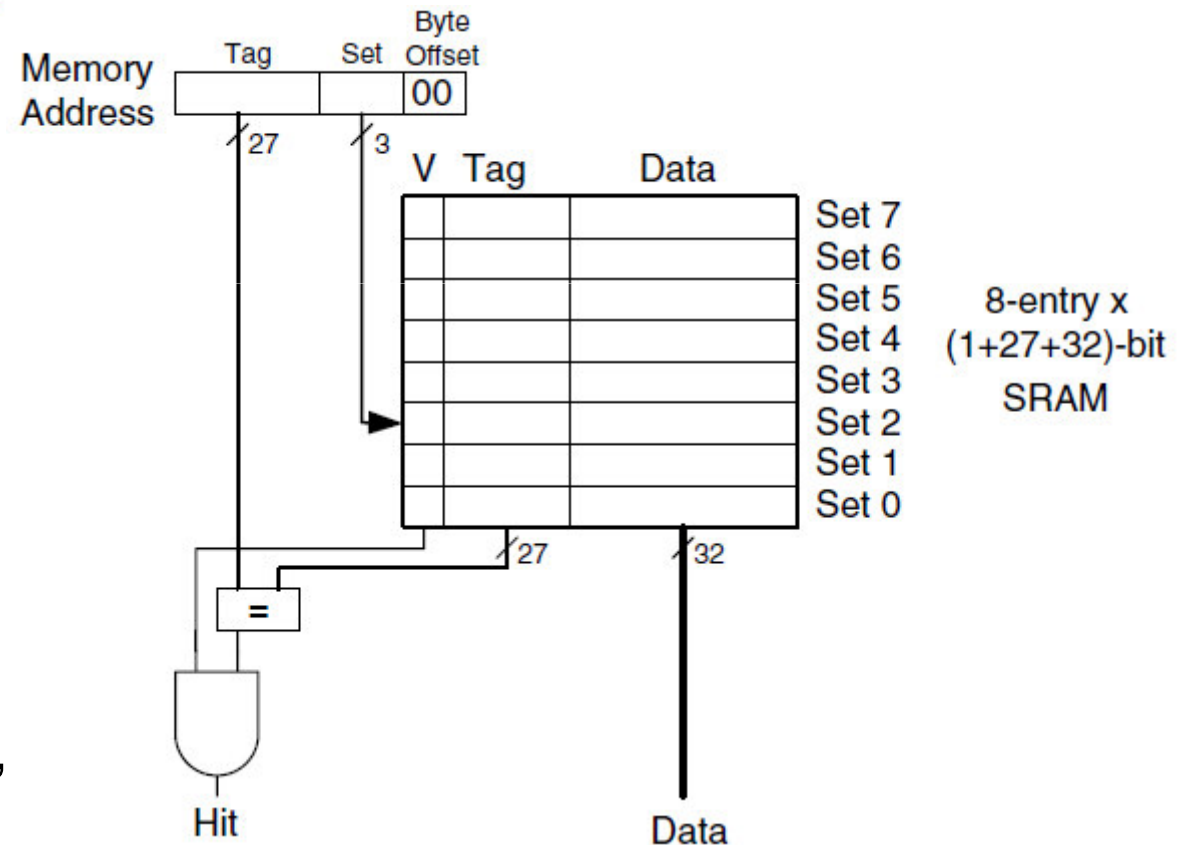 Byte
Tag Set Offset
Memory
Address
00
27 3
V Tag Data
Set 7
Set 6
Set 5
Set 4
Set 3
Set 2
Set 1
Set 0
8-entry x
(1+27+32)-bit
SRAM
27 32
=
,
Hit
Data